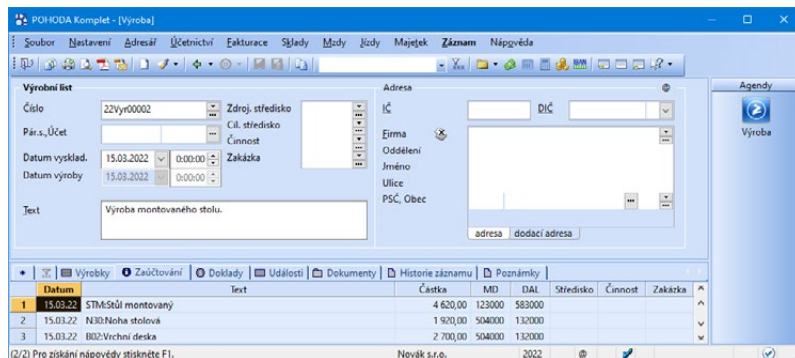 POHODA Komplet - [Výroba]
Soubor Nastavení Adresář Účetnictví Fakturace Sklady Mzdy Jízdy Majetek Záznam Nápověda
Výrobní list
Číslo 22Vyr00002
Pár.s.,Účet
Datum vysklad. 15.03.2022 0:00:00
Datum výroby 15.03.2022 0:00:00
Text Výroba montovaného stolu.
Zdroj. středisko
Cíl. středisko
Činnost
Zakázka
Adresa @
IČ DIČ
Firma
Oddělení
Jméno
Ulice
PSČ, Obec
adresa dodací adresa
Agendy
Výroba
Výrobky Zaúčtování Doklady Události Dokumenty Historie záznamu Poznámky
Datum Text Částka MD DAL Středisko Činnost Zakázka
1 15.03.22 STM:Stůl montovaný 4 620,00 123000 583000
2 15.03.22 N30:Noha stolová 1 920,00 504000 132000
3 15.03.22 B02:Vrchní deska 2 700,00 504000 132000
(2/2) Pro získání nápovědy stiskněte F1. Novák s.r.o. 2022 @